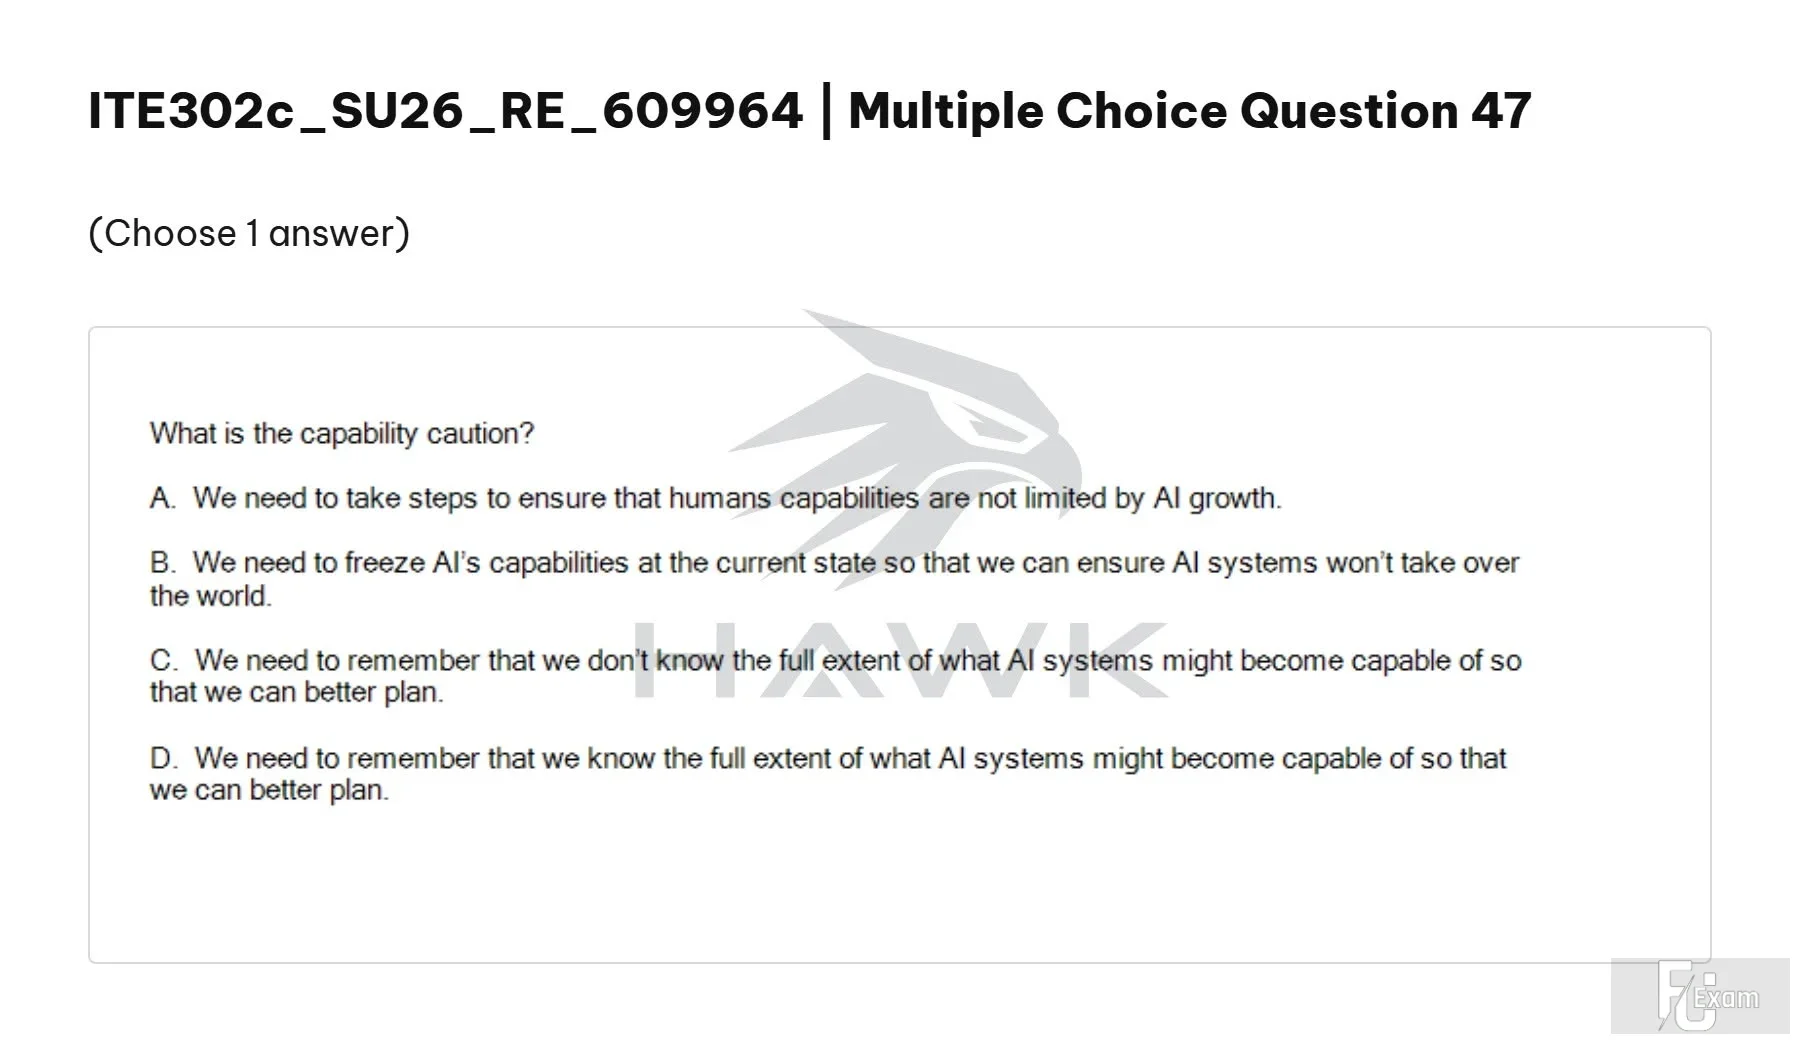 ITE302c_SU26_RE_609964 | Multiple Choice Question 47
(Choose 1 answer)
What is the capability caution?
A. We need to take steps to ensure that humans capabilities are not limited by AI growth.
B. We need to freeze AI's capabilities at the current state so that we can ensure AI systems won't take over
the world.
C. We need to remember that we don't know the full extent of what AI systems might become capable of so
that we can better plan.
D. We need to remember that we know the full extent of what AI systems might become capable of so that
we can better plan.
HAWK
FU Exam